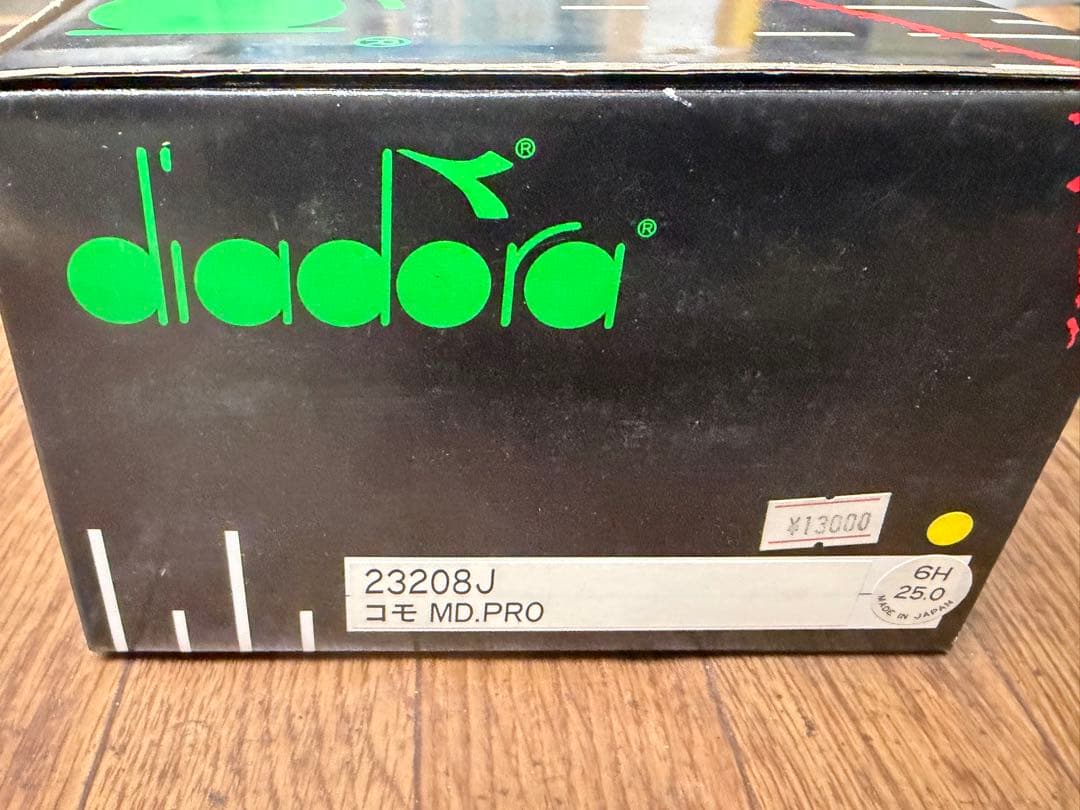 diadora®
®
¥13000
23208J
コモ MD.PRO
6H
25.0
MADE IN JAPAN